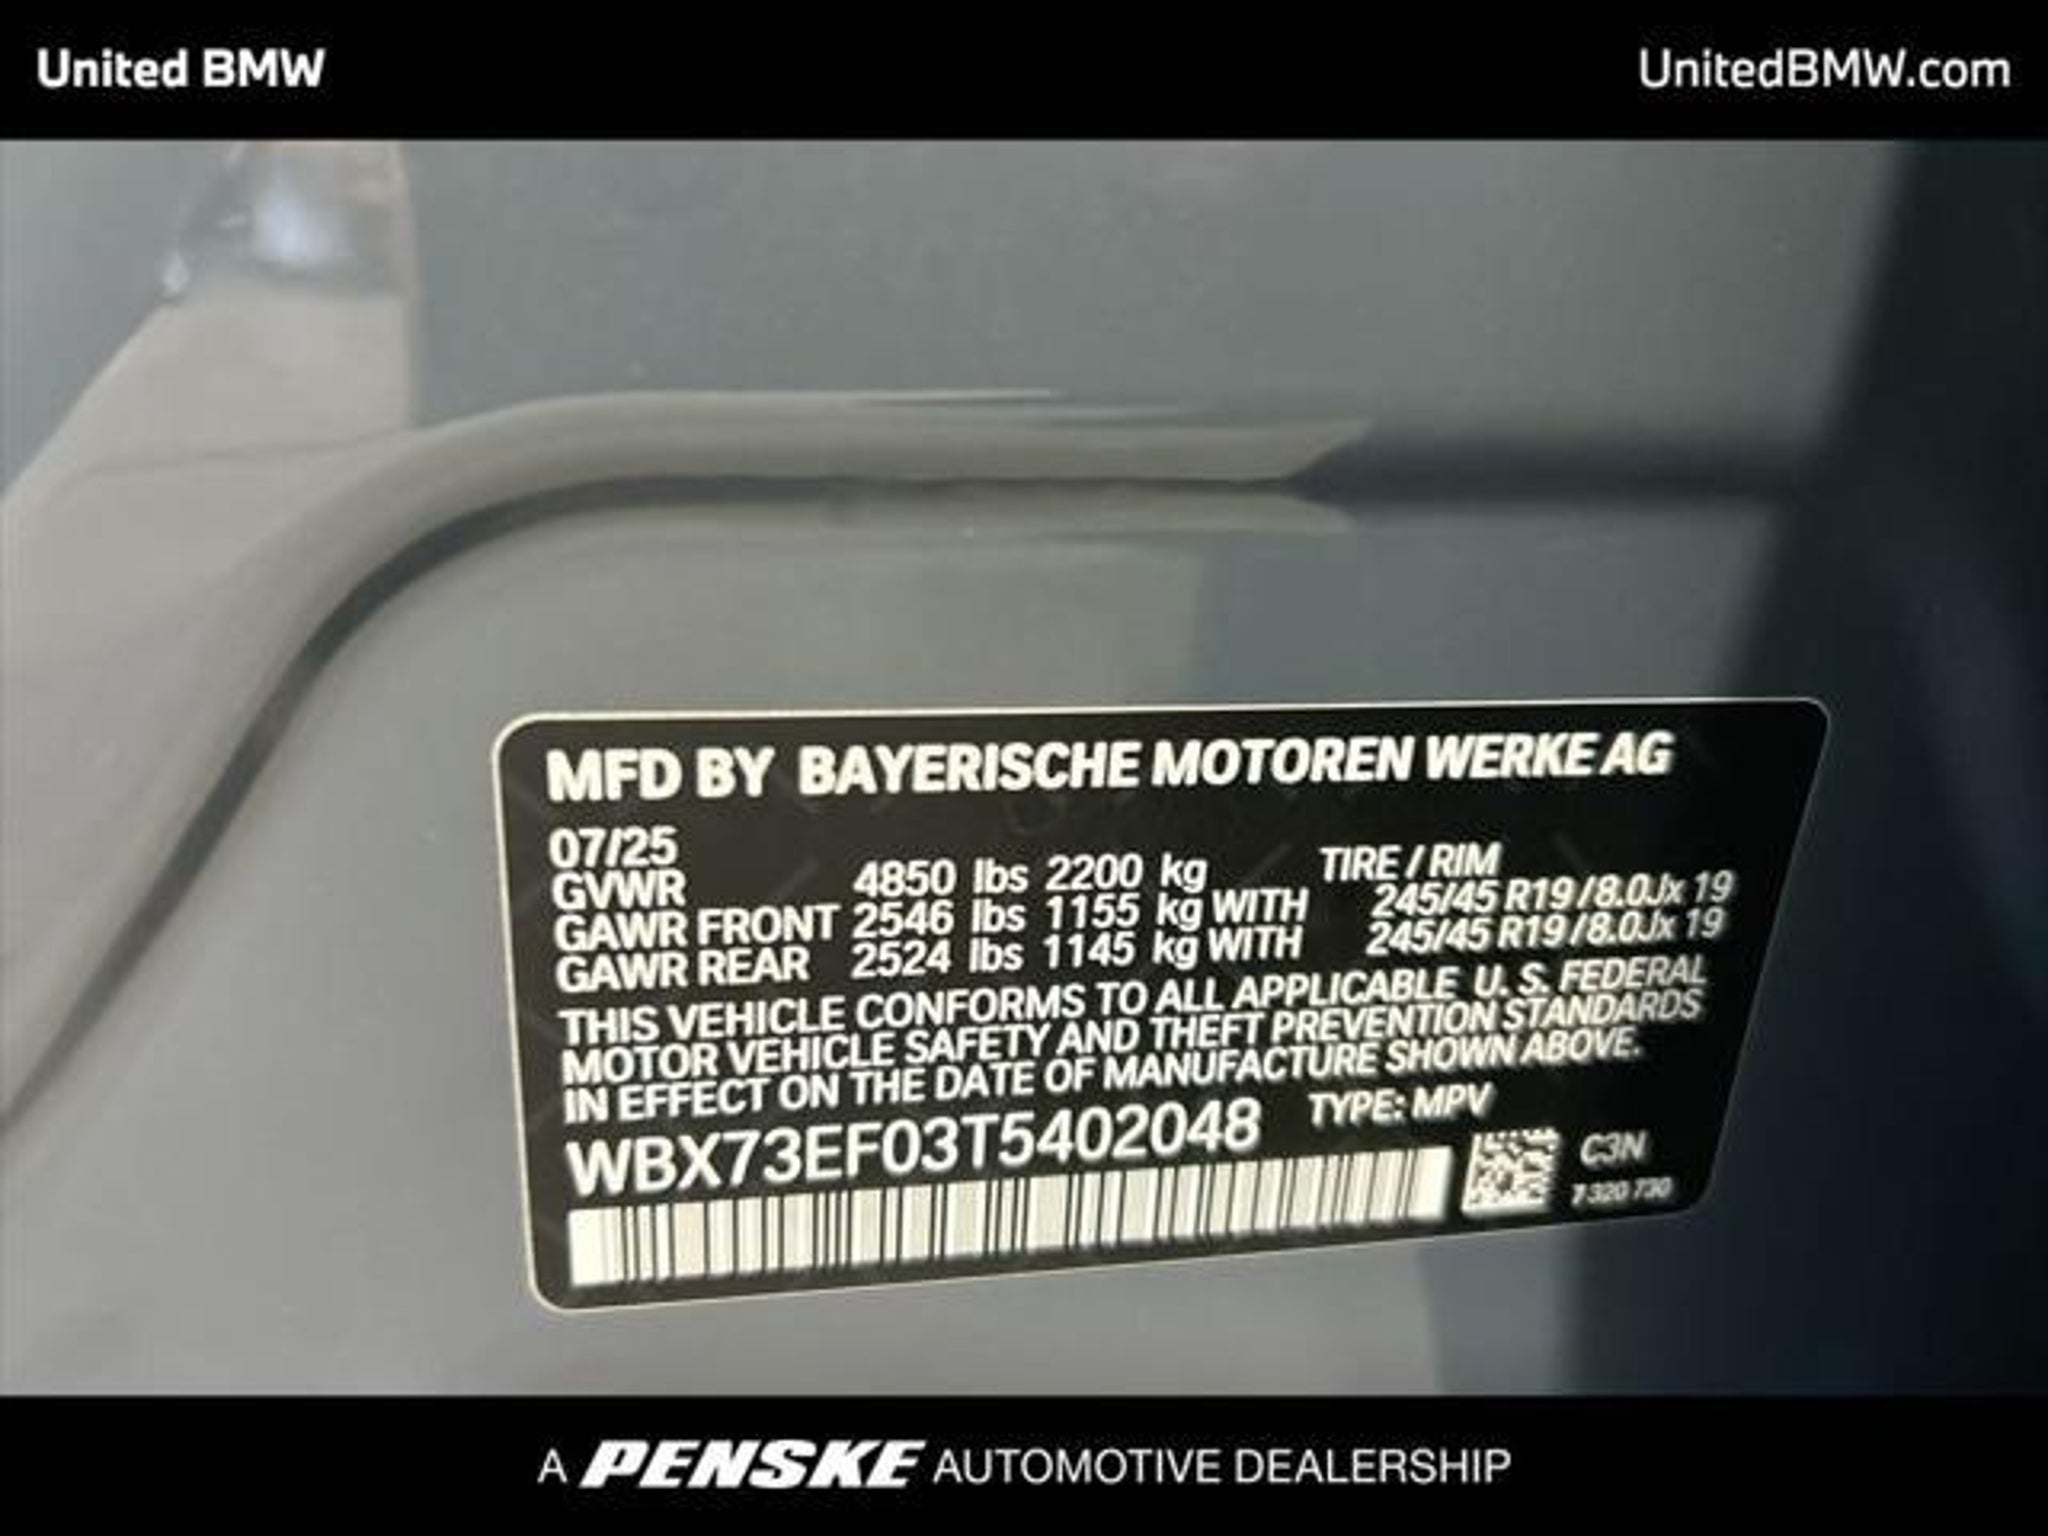 United BMW
UnitedBMW.com
MFD BY BAYERISCHE MOTOREN WERKE AG
07/25
GVWR 4850 lbs 2200 kg TIRE / RIM
GAWR FRONT 2546 lbs 1155 kg WITH 245/45 R19 / 8.0Jx 19
GAWR REAR 2524 lbs 1145 kg WITH 245/45 R19 / 8.0Jx 19
THIS VEHICLE CONFORMS TO ALL APPLICABLE U. S. FEDERAL
MOTOR VEHICLE SAFETY AND THEFT PREVENTION STANDARDS
IN EFFECT ON THE DATE OF MANUFACTURE SHOWN ABOVE.
WBX73EF03T5402048 TYPE: MPV
C3N
7 320 730
A PENSKE AUTOMOTIVE DEALERSHIP